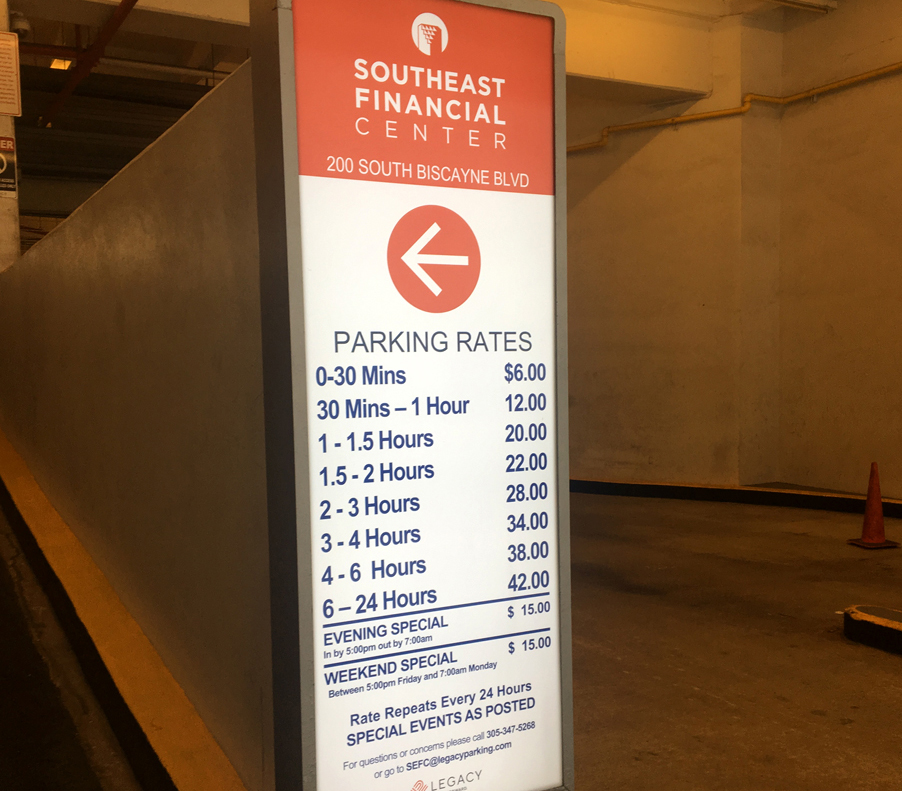 SOUTHEAST
FINANCIAL
CENTER
200 SOUTH BISCAYNE BLVD
PARKING RATES
0-30 Mins $6.00
30 Mins – 1 Hour 12.00
1 - 1.5 Hours 20.00
1.5 - 2 Hours 22.00
2 - 3 Hours 28.00
3 - 4 Hours 34.00
4 - 6 Hours 38.00
6 – 24 Hours 42.00
EVENING SPECIAL $ 15.00
In by 5:00pm out by 7:00am
WEEKEND SPECIAL $ 15.00
Between 5:00pm Friday and 7:00am Monday
Rate Repeats Every 24 Hours
SPECIAL EVENTS AS POSTED
For questions or concerns please call 305-347-5268
or go to SEFC@legacyparking.com
LEGACY